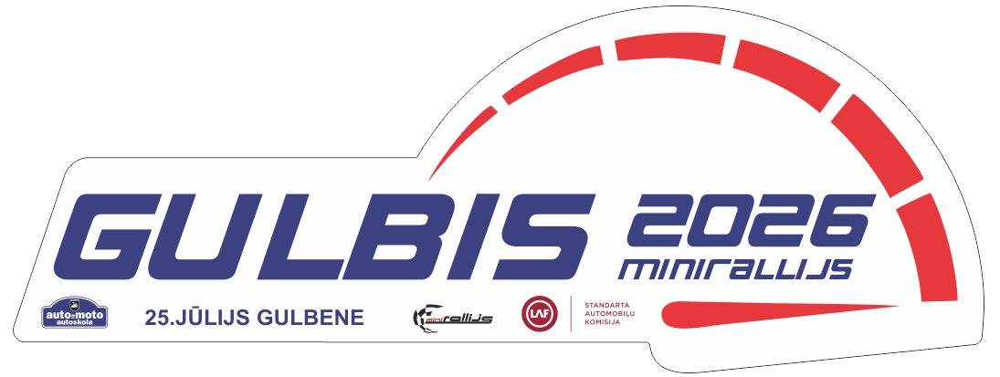 GULBIS 2026
minirallijs
auto-moto
autoskola
25.JŪLIJS GULBENE
minirallijs
LAF
STANDARTA
AUTOMOBIĻU
KOMISIJA